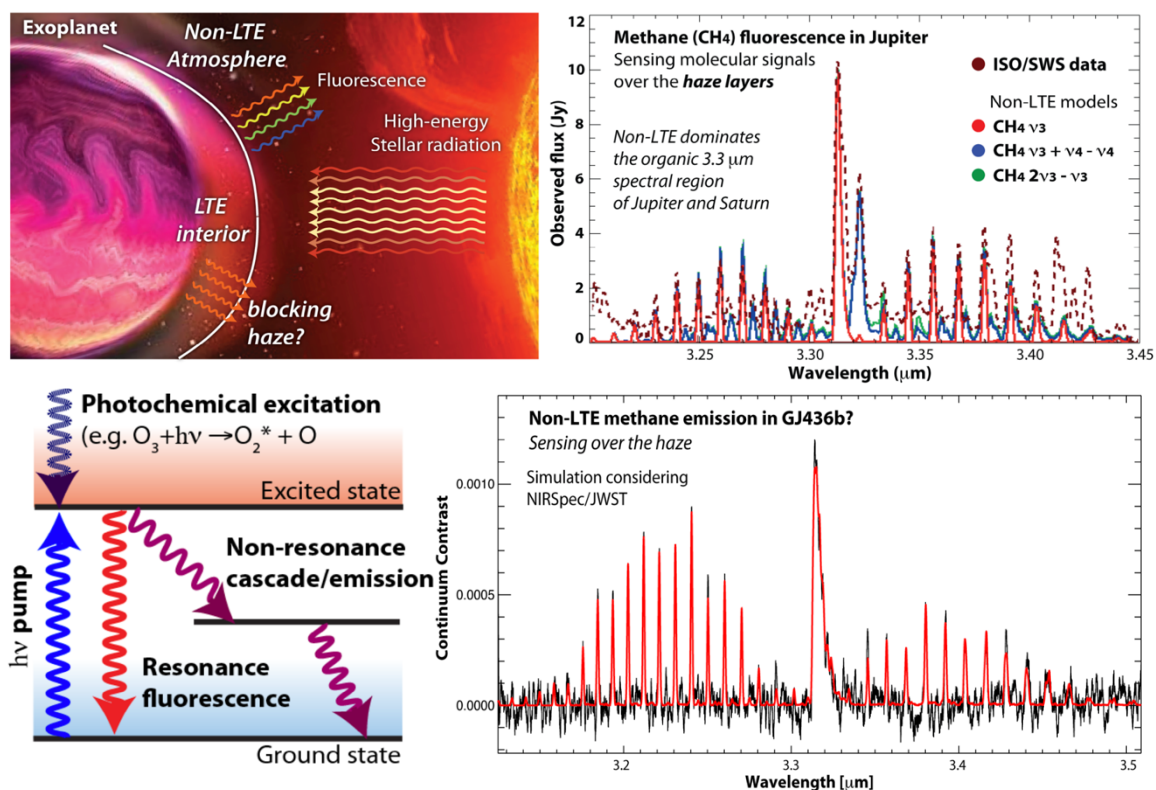 Exoplanet
Non-LTE
Atmosphere
Fluorescence
High-energy
Stellar radiation
LTE
interior
blocking
haze?
Methane (CH4) fluorescence in Jupiter
Sensing molecular signals
over the haze layers
Non-LTE dominates
the organic 3.3 μm
spectral region
of Jupiter and Saturn
ISO/SWS data
Non-LTE models
CH4 ν3
CH4 ν3 + ν4 - ν4
CH4 2ν3 - ν3
Observed flux (Jy)
12
10
8
6
4
2
0
3.25
3.30
3.35
3.40
3.45
Wavelength (μm)
Photochemical excitation
(e.g. O3+hν →O2* + O
Excited state
Non-resonance
cascade/emission
hν pump
Resonance
fluorescence
Ground state
Non-LTE methane emission in GJ436b?
Sensing over the haze
Simulation considering
NIRSpec/JWST
Continuum Contrast
0.0010
0.0005
0.0000
3.2
3.3
3.4
3.5
Wavelength [μm]